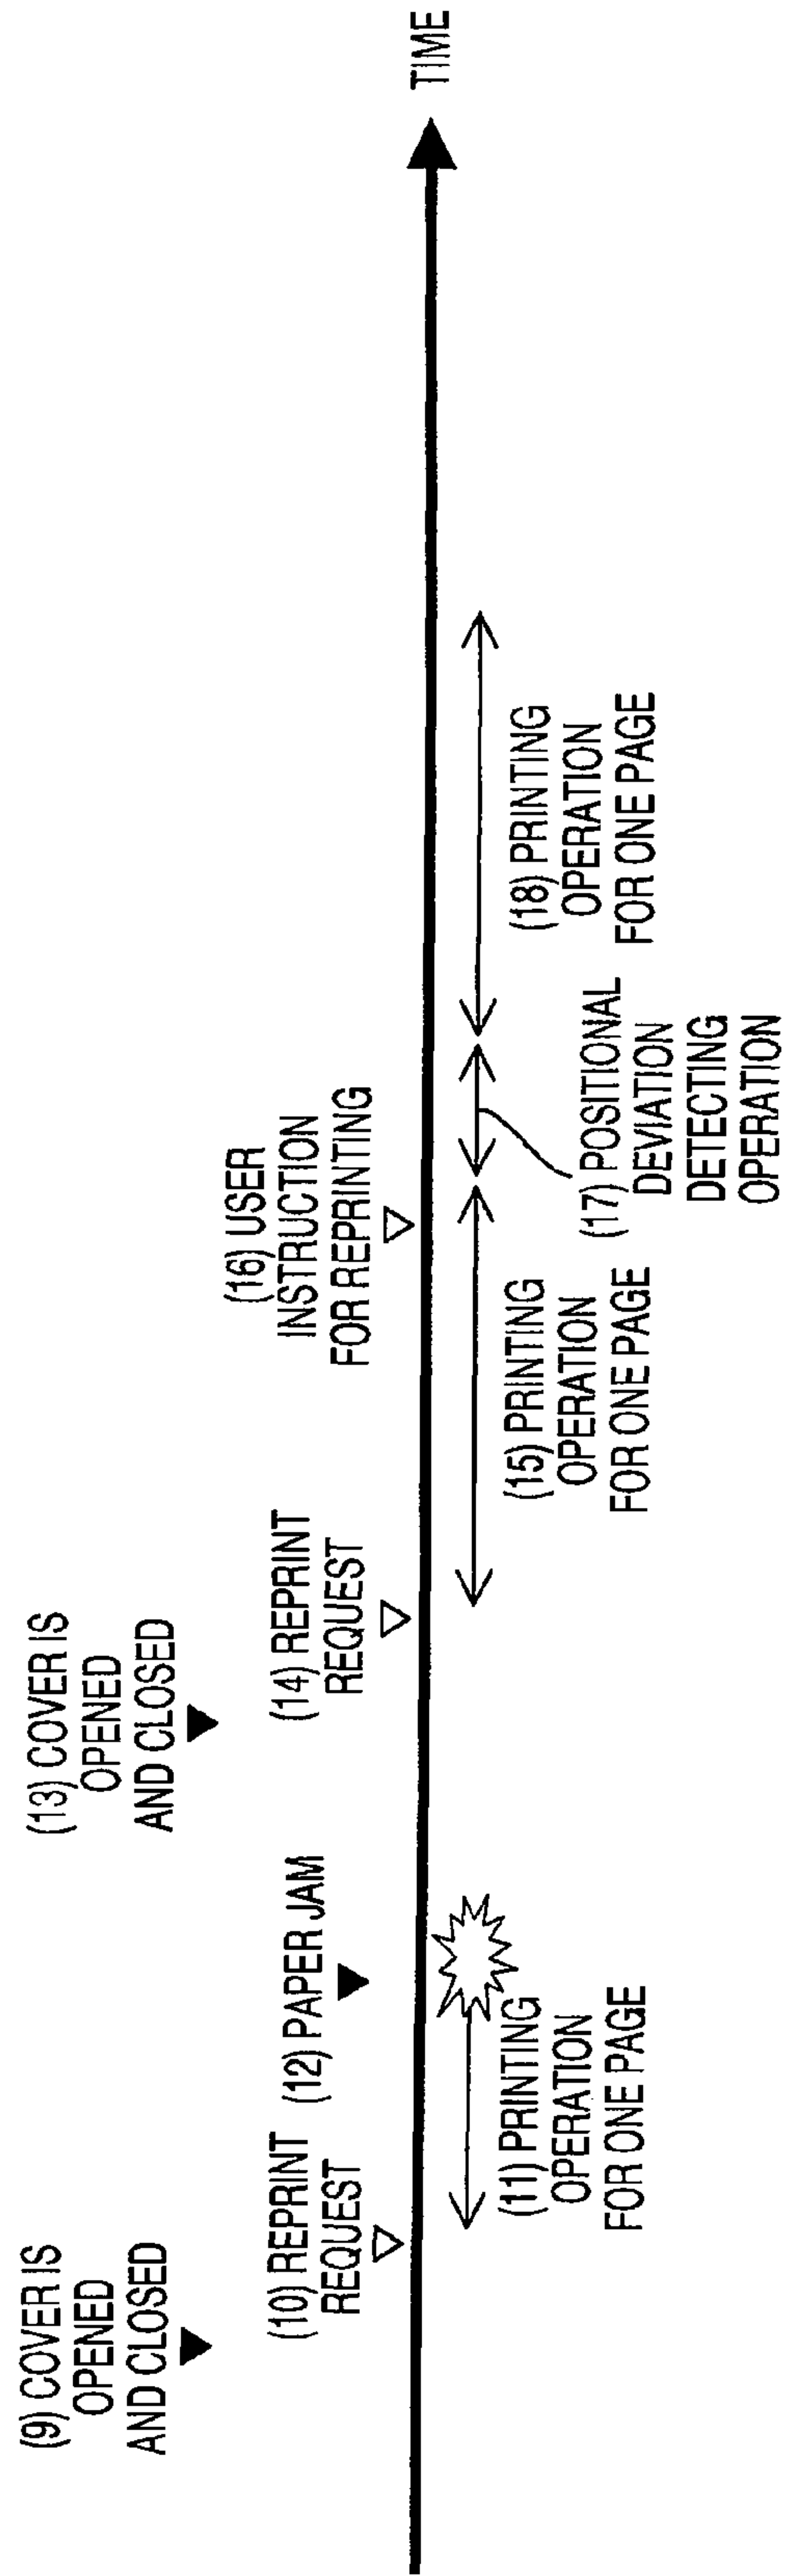 (9) COVER IS
OPENED
AND CLOSED
(10) REPRINT
REQUEST
(11) PRINTING
OPERATION
FOR ONE PAGE
(12) PAPER JAM
(13) COVER IS
OPENED
AND CLOSED
(14) REPRINT
REQUEST
(15) PRINTING
OPERATION
FOR ONE PAGE
(16) USER
INSTRUCTION
FOR REPRINTING
(17) POSITIONAL
DEVIATION
DETECTING
OPERATION
(18) PRINTING
OPERATION
FOR ONE PAGE
TIME